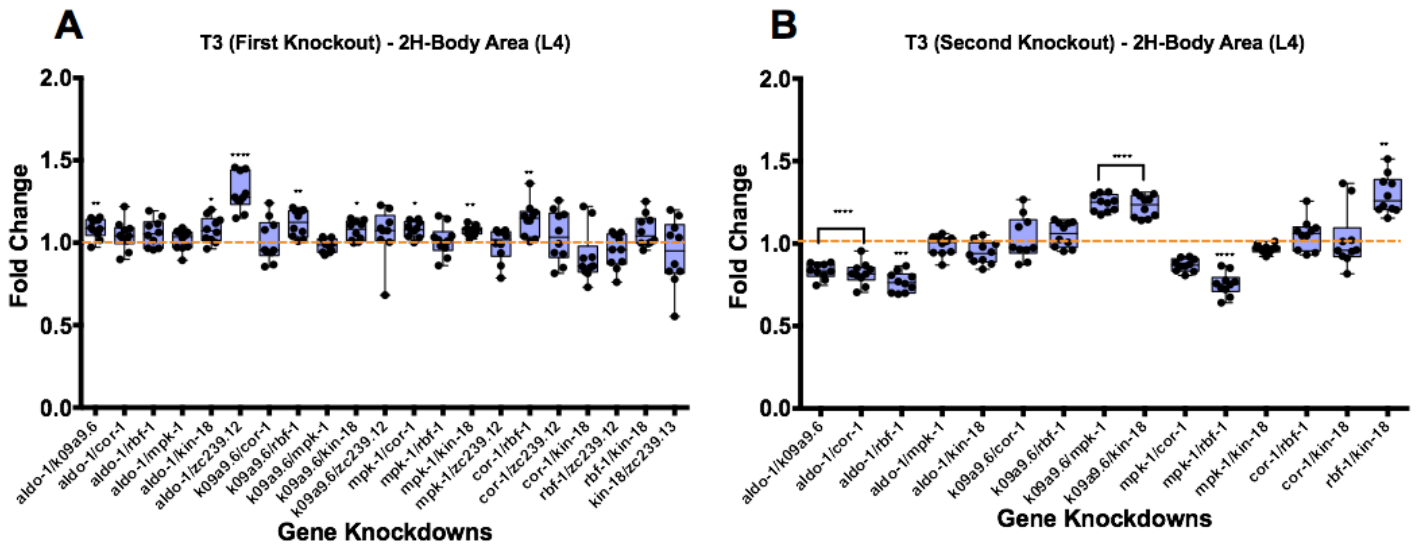 A
T3 (First Knockout) - 2H-Body Area (L4)
Fold Change
2.0
1.5
1.0
0.5
0.0
**
*
****
**
*
*
**
**
aldo-1/k09a9.6
aldo-1/cor-1
aldo-1/rbf-1
aldo-1/mpk-1
aldo-1/kin-18
aldo-1/zc239.12
k09a9.6/cor-1
k09a9.6/rbf-1
k09a9.6/mpk-1
k09a9.6/kin-18
k09a9.6/zc239.12
mpk-1/cor-1
mpk-1/rbf-1
mpk-1/kin-18
mpk-1/zc239.12
cor-1/rbf-1
cor-1/zc239.12
cor-1/kin-18
rbf-1/zc239.12
rbf-1/kin-18
kin-18/zc239.13
Gene Knockdowns
B
T3 (Second Knockout) - 2H-Body Area (L4)
Fold Change
2.0
1.5
1.0
0.5
0.0
****
***
****
****
**
aldo-1/k09a9.6
aldo-1/cor-1
aldo-1/rbf-1
aldo-1/mpk-1
aldo-1/kin-18
k09a9.6/cor-1
k09a9.6/rbf-1
k09a9.6/mpk-1
k09a9.6/kin-18
mpk-1/cor-1
mpk-1/rbf-1
mpk-1/kin-18
cor-1/rbf-1
cor-1/kin-18
rbf-1/kin-18
Gene Knockdowns